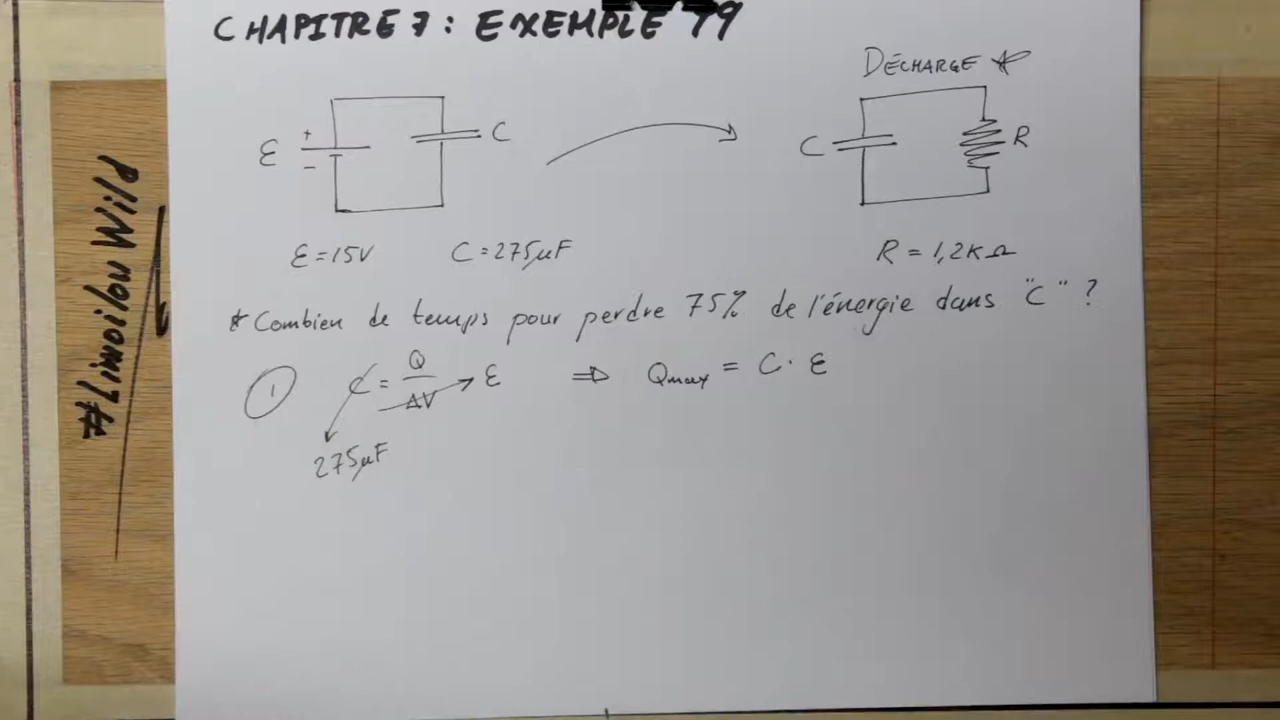 CHAPITRE 7 : EXEMPLE 19
DÉCHARGE *
ε + - C
C R
ε = 15V C = 275μF R = 1,2KΩ
* Combien de temps pour perdre 75% de l'énergie dans "C" ?
① C = Q / ΔV → ε ⇒ Qmax = C · ε
275μF
#Limoilou Wild